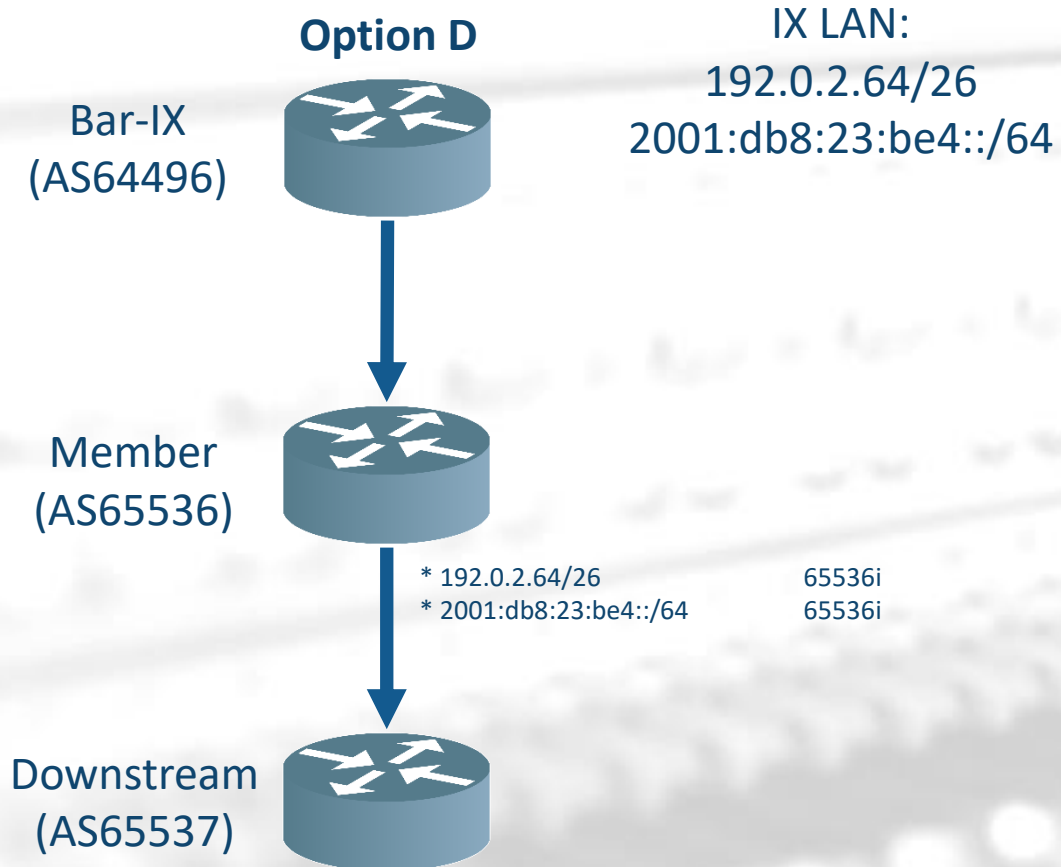 Option D
IX LAN:
192.0.2.64/26
2001:db8:23:be4::/64
Bar-IX
(AS64496)
Member
(AS65536)
* 192.0.2.64/26 65536i
* 2001:db8:23:be4::/64 65536i
Downstream
(AS65537)